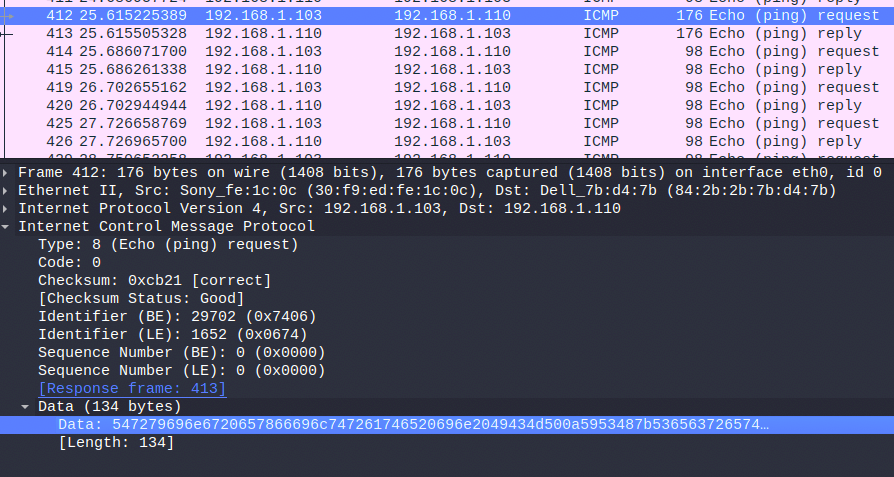 412 25.615225389 192.168.1.103 192.168.1.110 ICMP 176 Echo (ping) request
413 25.615505328 192.168.1.110 192.168.1.103 ICMP 176 Echo (ping) reply
414 25.686071700 192.168.1.103 192.168.1.110 ICMP 98 Echo (ping) request
415 25.686261338 192.168.1.110 192.168.1.103 ICMP 98 Echo (ping) reply
419 26.702655162 192.168.1.103 192.168.1.110 ICMP 98 Echo (ping) request
420 26.702944944 192.168.1.110 192.168.1.103 ICMP 98 Echo (ping) reply
425 27.726658769 192.168.1.103 192.168.1.110 ICMP 98 Echo (ping) request
426 27.726965700 192.168.1.110 192.168.1.103 ICMP 98 Echo (ping) reply
Frame 412: 176 bytes on wire (1408 bits), 176 bytes captured (1408 bits) on interface eth0, id 0
Ethernet II, Src: Sony_fe:1c:0c (30:f9:ed:fe:1c:0c), Dst: Dell_7b:d4:7b (84:2b:2b:7b:d4:7b)
Internet Protocol Version 4, Src: 192.168.1.103, Dst: 192.168.1.110
Internet Control Message Protocol
Type: 8 (Echo (ping) request)
Code: 0
Checksum: 0xcb21 [correct]
[Checksum Status: Good]
Identifier (BE): 29702 (0x7406)
Identifier (LE): 1652 (0x0674)
Sequence Number (BE): 0 (0x0000)
Sequence Number (LE): 0 (0x0000)
[Response frame: 413]
Data (134 bytes)
Data: 547279696e6720657866696c747261746520696e2049434d500a5953487b536563726574…
[Length: 134]